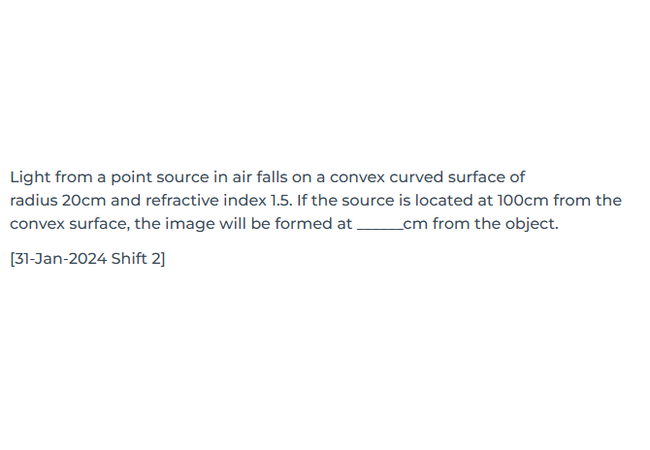 Light from a point source in air falls on a convex curved surface of
radius 20cm and refractive index 1.5. If the source is located at 100cm from the
convex surface, the image will be formed at ______cm from the object.
[31-Jan-2024 Shift 2]